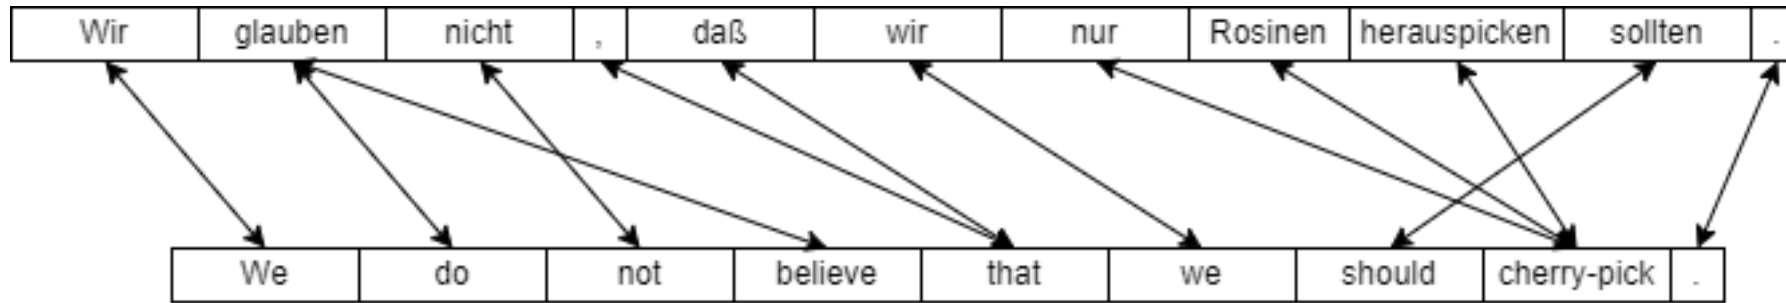 Wir glauben nicht , daß wir nur Rosinen herauspicken sollten .
We do not believe that we should cherry-pick .